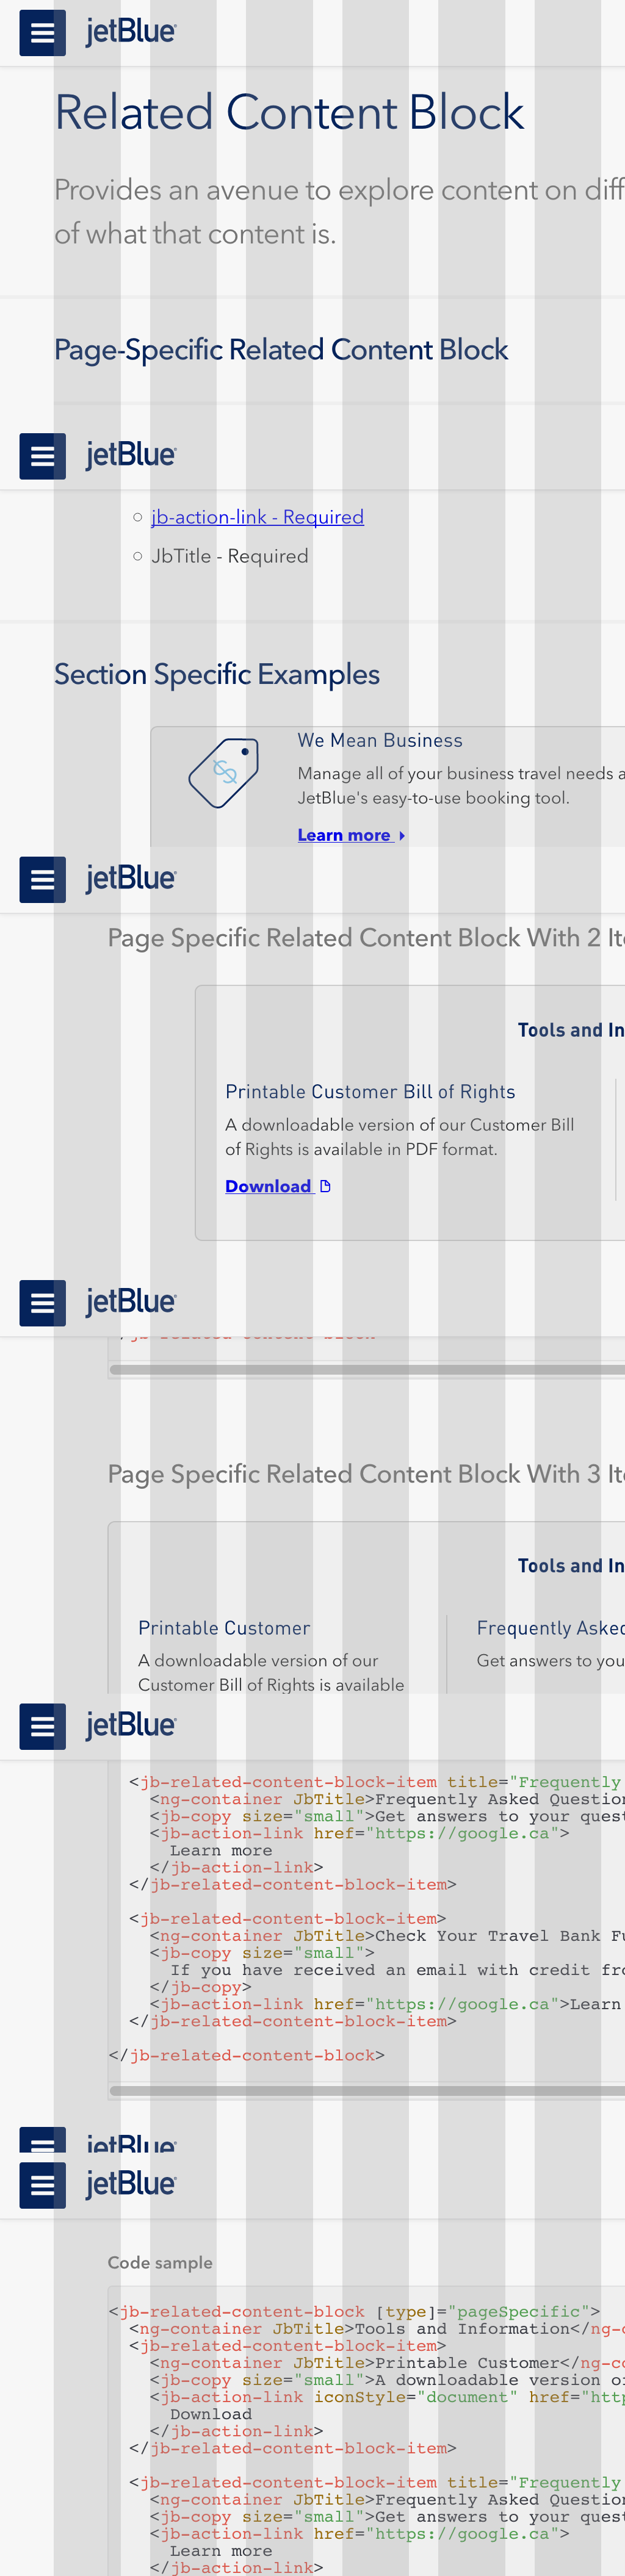 jetBlue
Related Content Block
Provides an avenue to explore content on
of what that content is.
Page-Specific Related Content Block
jetBlue
jb-action-link - Required
JbTitle - Required
Section Specific Examples
We Mean Business
Manage all of your business travel needs
JetBlue's easy-to-use booking tool.
Learn more
jetBlue
Page Specific Related Content Block With 2
Tools and
Printable Customer Bill of Rights
A downloadable version of our Customer Bill
of Rights is available in PDF format.
Download
jetBlue
Page Specific Related Content Block With 3
Tools and
Printable Customer
Frequently Asked
A downloadable version of our
Get answers to you
Customer Bill of Rights is available
jetBlue
<jb-related-content-block-item title="Frequently
<ng-container JbTitle>Frequently Asked
<jb-copy size="small">Get answers to your
<jb-action-link href="https://google.ca">
Learn more
</jb-action-link>
</jb-related-content-block-item>
<jb-related-content-block-item>
<ng-container JbTitle>Check Your Travel Bank
<jb-copy size="small">
If you have received an email with credit
</jb-copy>
<jb-action-link href="https://google.ca">Learn
</jb-related-content-block-item>
</jb-related-content-block>
jetBlue
jetBlue
Code sample
<jb-related-content-block [type]="pageSpecific">
<ng-container JbTitle>Tools and Information</ng-c
<jb-related-content-block-item>
<ng-container JbTitle>Printable Customer</ng-co
<jb-copy size="small">A downloadable version
<jb-action-link iconStyle="document" href="http
Download
</jb-action-link>
</jb-related-content-block-item>
<jb-related-content-block-item title="Frequently
<ng-container JbTitle>Frequently Asked
<jb-copy size="small">Get answers to your
<jb-action-link href="https://google.ca">
Learn more
</jb-action-link>